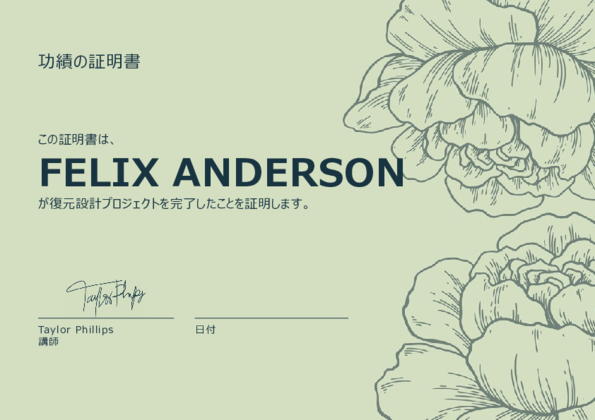 功績の証明書
この証明書は、
FELIX ANDERSON
が復元設計プロジェクトを完了したことを証明します。
Taylor Phillips
Taylor Phillips
講師
日付